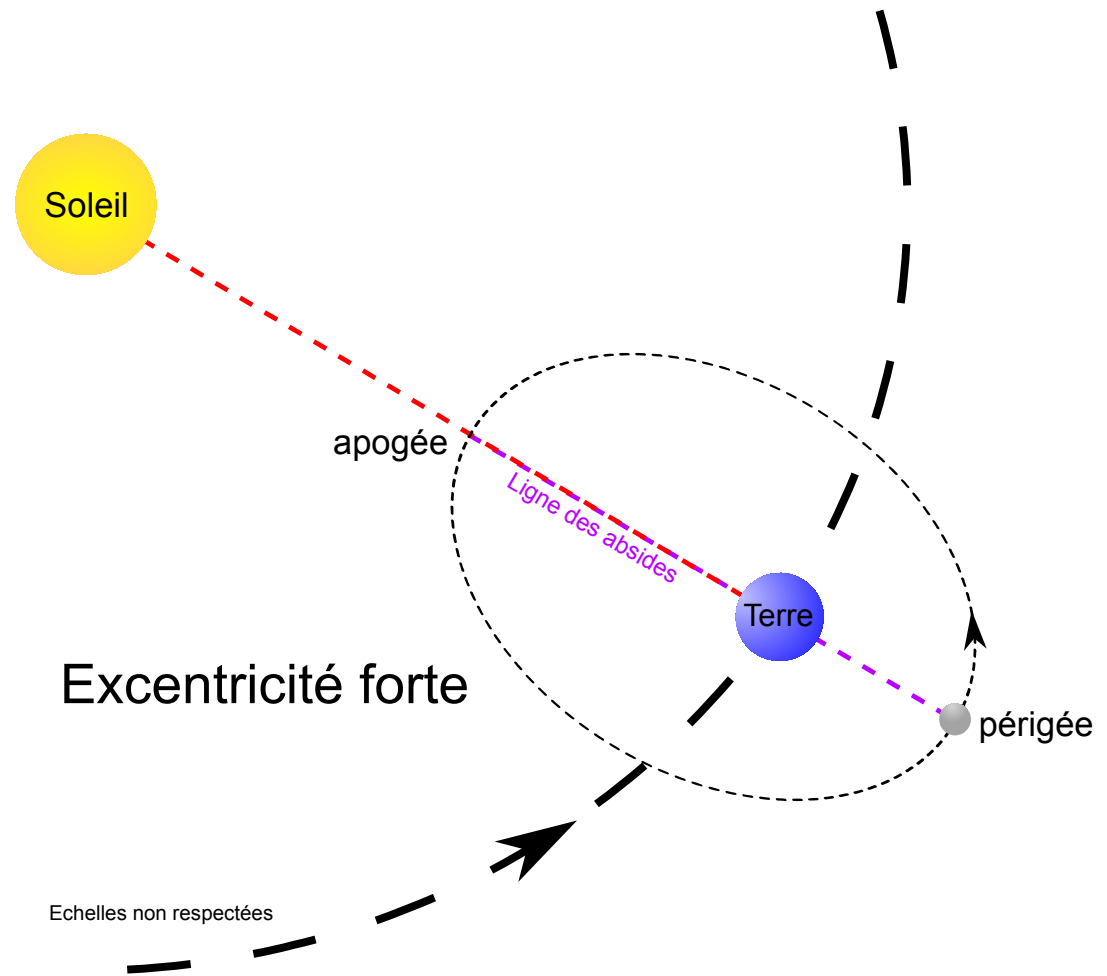 Soleil
apogée
Ligne des absides
Terre
Excentricité forte
périgée
Echelles non respectées